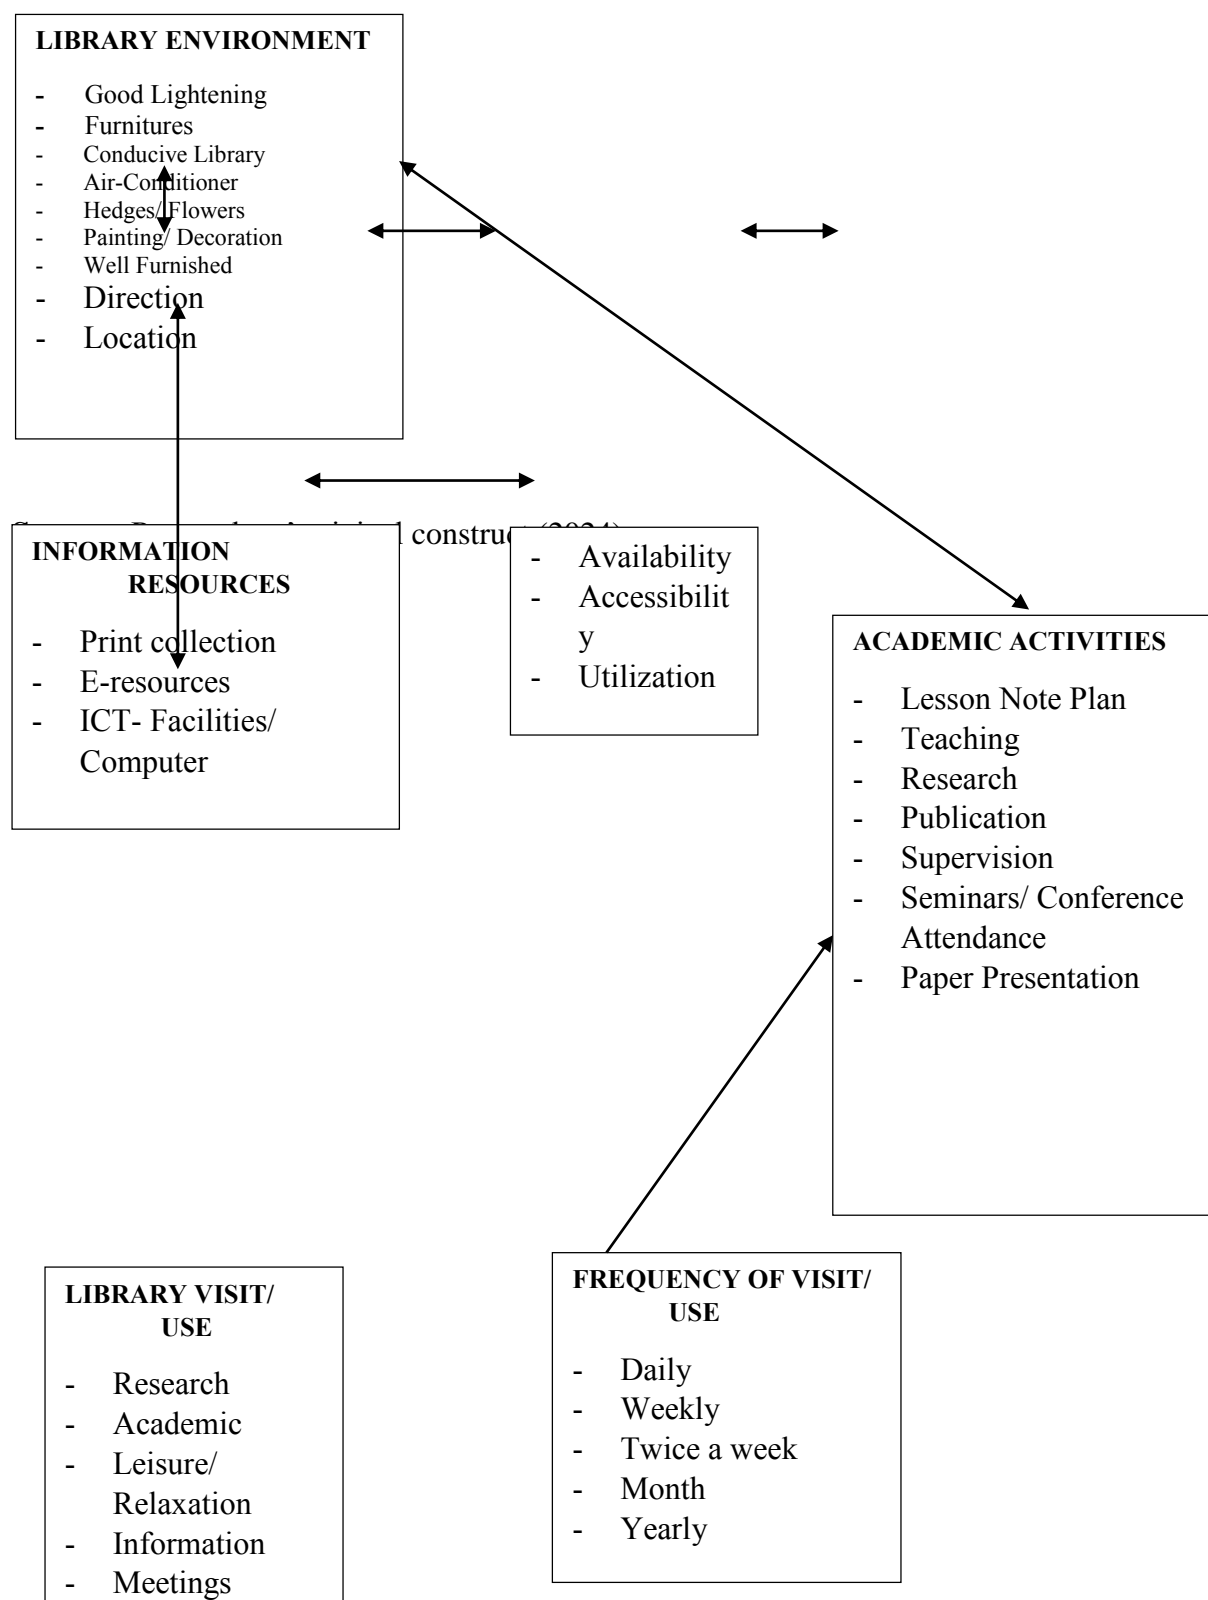 LIBRARY ENVIRONMENT
- Good Lightening
- Furnitures
- Conducive Library
- Air-Conditioner
- Hedges/ Flowers
- Painting/ Decoration
- Well Furnished
- Direction
- Location
construct
INFORMATION
RESOURCES
- Print collection
- E-resources
- ICT- Facilities/
Computer
- Availability
- Accessibilit
y
- Utilization
ACADEMIC ACTIVITIES
- Lesson Note Plan
- Teaching
- Research
- Publication
- Supervision
- Seminars/ Conference
Attendance
- Paper Presentation
LIBRARY VISIT/
USE
- Research
- Academic
- Leisure/
Relaxation
- Information
- Meetings
FREQUENCY OF VISIT/
USE
- Daily
- Weekly
- Twice a week
- Month
- Yearly